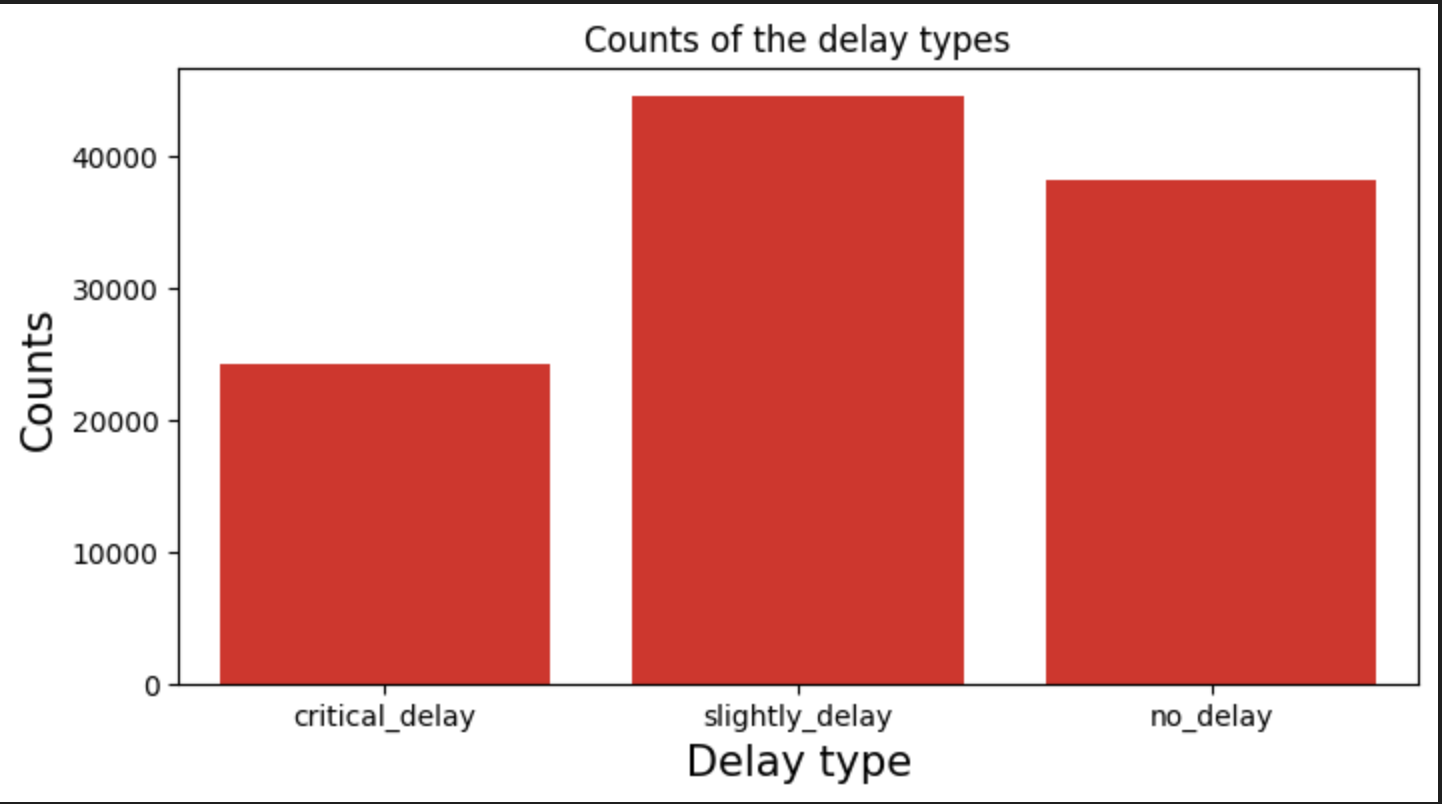 Counts of the delay types
Counts
40000
30000
20000
10000
0
critical_delay
slightly_delay
no_delay
Delay type